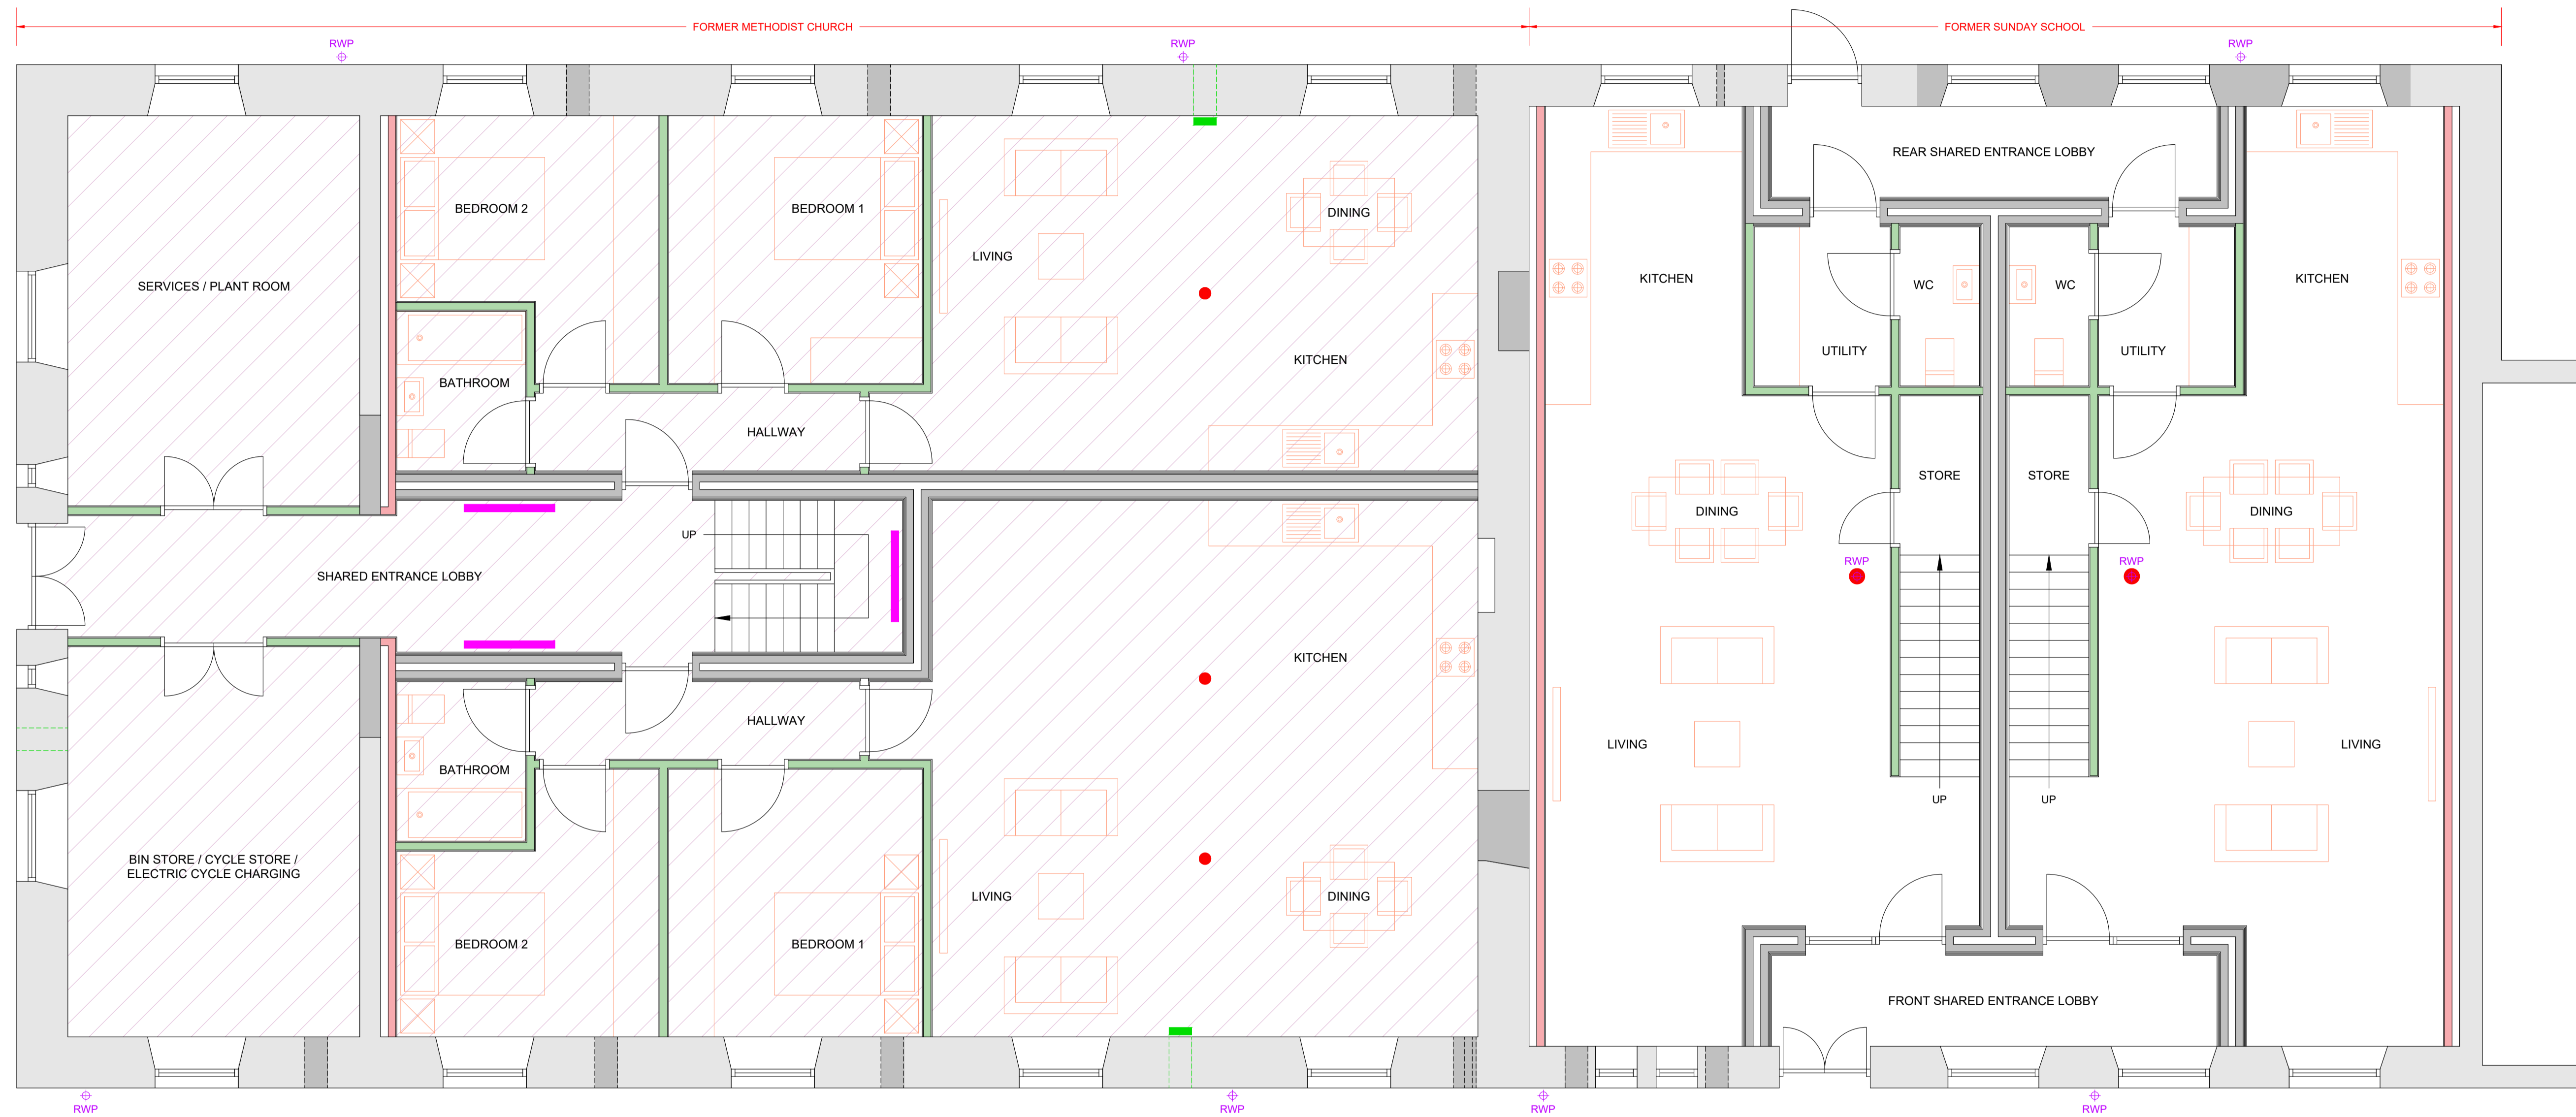 FORMER METHODIST CHURCH
FORMER SUNDAY SCHOOL
RWP
RWP
RWP
REAR SHARED ENTRANCE LOBBY
BEDROOM 2
BEDROOM 1
DINING
LIVING
SERVICES / PLANT ROOM
KITCHEN
WC
WC
KITCHEN
UTILITY
UTILITY
KITCHEN
BATHROOM
HALLWAY
STORE
STORE
DINING
DINING
UP
RWP
RWP
SHARED ENTRANCE LOBBY
KITCHEN
HALLWAY
LIVING
LIVING
BATHROOM
UP
UP
BIN STORE / CYCLE STORE /
ELECTRIC CYCLE CHARGING
LIVING
DINING
BEDROOM 2
BEDROOM 1
FRONT SHARED ENTRANCE LOBBY
RWP
RWP
RWP
RWP